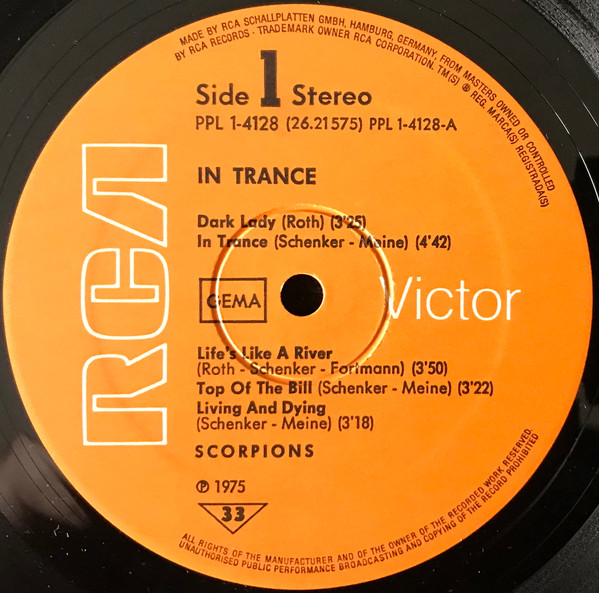 MADE BY RCA SCHALLPLATTEN GMBH, HAMBURG, GERMANY, FROM MASTERS OWNED OR CONTROLLED
BY RCA RECORDS · TRADEMARK OWNER RCA CORPORATION. TM(S) ® REG. MARCA(S) REGISTRADA(S)
Side 1 Stereo
PPL 1-4128 (26.21575) PPL 1-4128-A
IN TRANCE
Dark Lady (Roth) (3'25)
In Trance (Schenker - Meine) (4'42)
RCA
GEMA
Victor
Life's Like A River
(Roth - Schenker - Fortmann) (3'50)
Top Of The Bill (Schenker - Meine) (3'22)
Living And Dying
(Schenker - Meine) (3'18)
SCORPIONS
℗ 1975
33
ALL RIGHTS OF THE MANUFACTURER AND OF THE OWNER OF THE RECORDED WORK RESERVED.
UNAUTHORISED PUBLIC PERFORMANCE BROADCASTING AND COPYING OF THE RECORD PROHIBITED